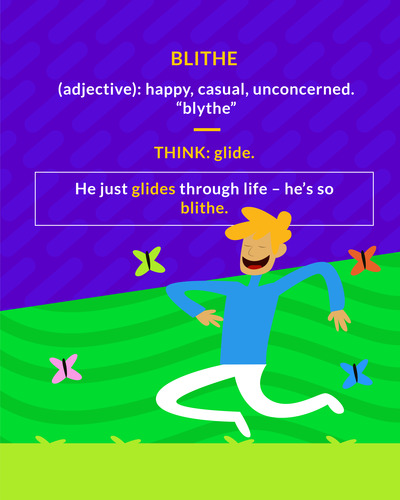 BLITHE
(adjective): happy, casual, unconcerned.
“blythe”
THINK: glide.
He just glides through life – he’s so
blithe.